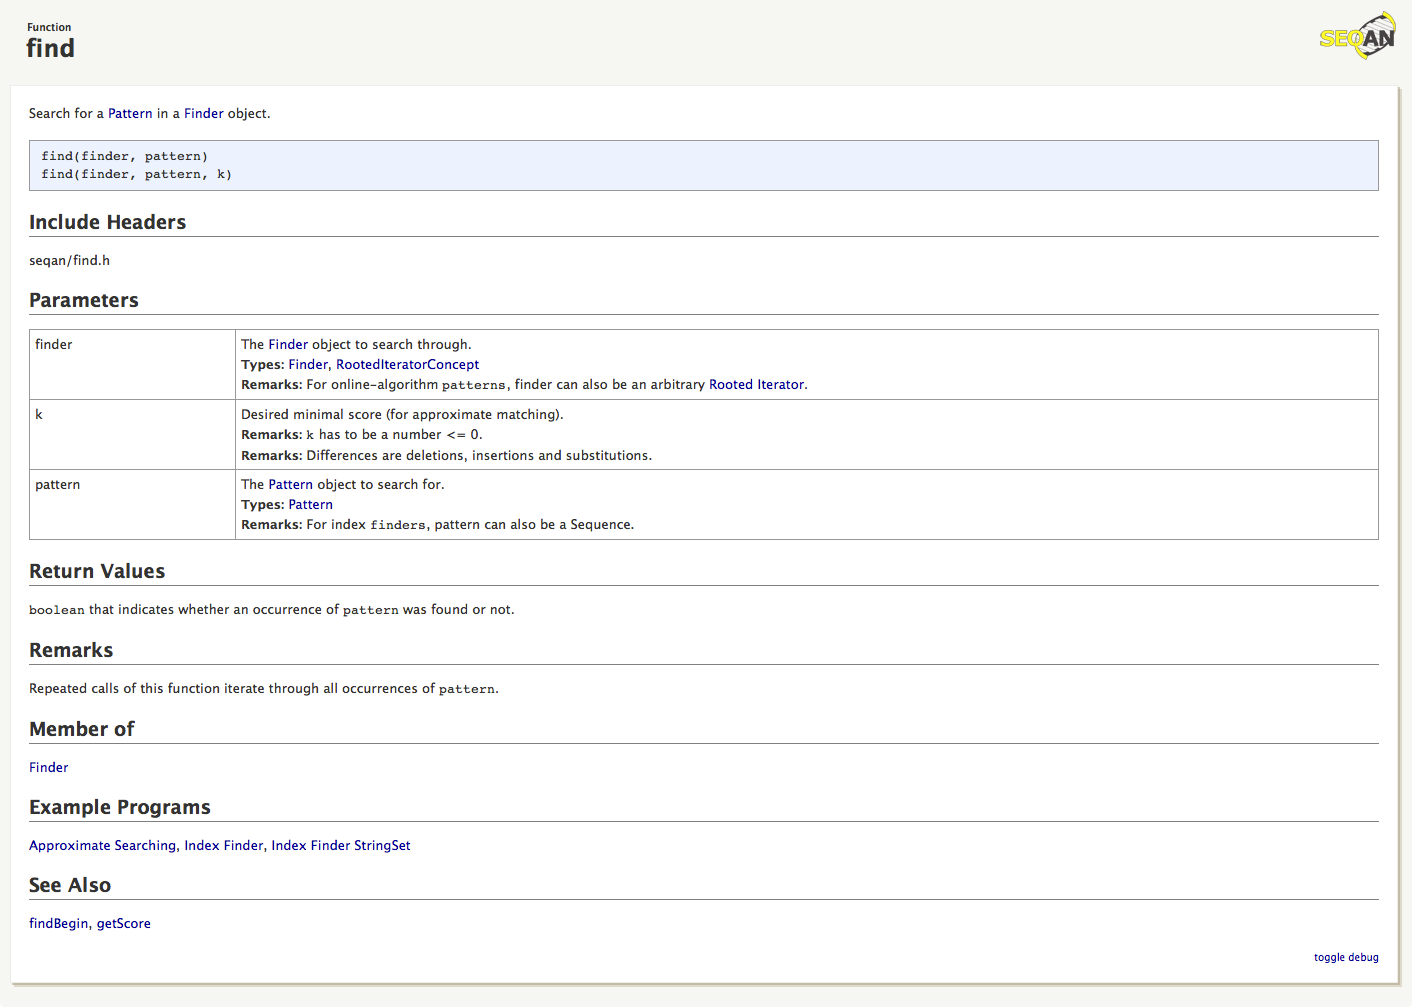 Function
find
SEQAN
Search for a Pattern in a Finder object.
find(finder, pattern)
find(finder, pattern, k)
Include Headers
seqan/find.h
Parameters
finder
The Finder object to search through.
Types: Finder, RootedIteratorConcept
Remarks: For online-algorithm patterns, finder can also be an arbitrary Rooted Iterator.
k
Desired minimal score (for approximate matching).
Remarks: k has to be a number <= 0.
Remarks: Differences are deletions, insertions and substitutions.
pattern
The Pattern object to search for.
Types: Pattern
Remarks: For index finders, pattern can also be a Sequence.
Return Values
boolean that indicates whether an occurrence of pattern was found or not.
Remarks
Repeated calls of this function iterate through all occurrences of pattern.
Member of
Finder
Example Programs
Approximate Searching, Index Finder, Index Finder StringSet
See Also
findBegin, getScore
toggle debug